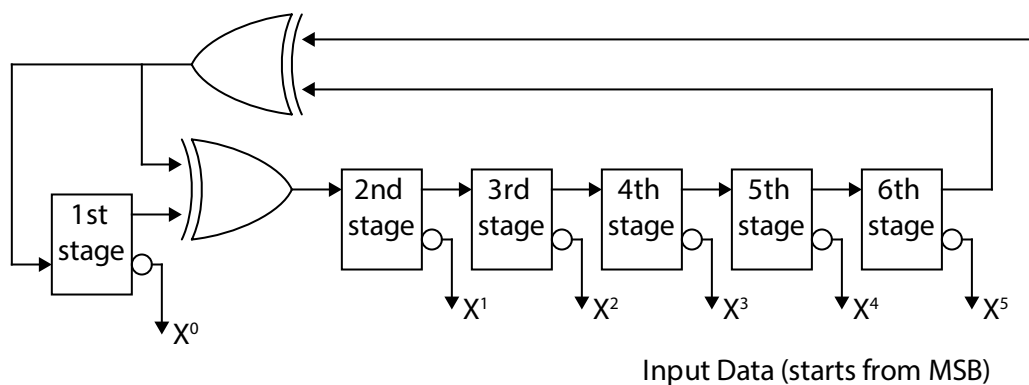 1st
stage
2nd
stage
3rd
stage
4th
stage
5th
stage
6th
stage
X⁰
X¹
X²
X³
X⁴
X⁵
Input Data (starts from MSB)